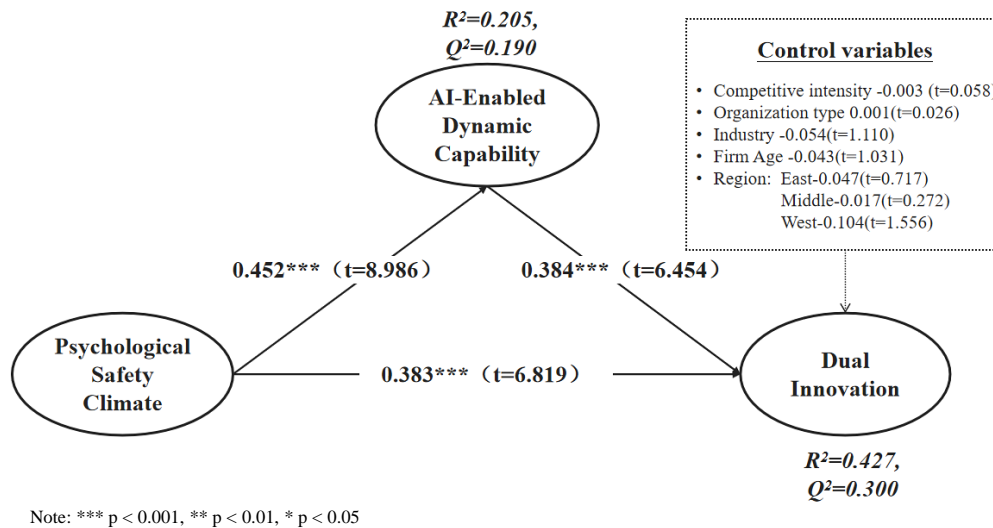 R²=0.205,
Q²=0.190
AI-Enabled
Dynamic
Capability
Control variables
• Competitive intensity -0.003 (t=0.058)
• Organization type 0.001(t=0.026)
• Industry -0.054(t=1.110)
• Firm Age -0.043(t=1.031)
• Region: East-0.047(t=0.717)
Middle-0.017(t=0.272)
West-0.104(t=1.556)
0.452***（t=8.986）
0.384***（t=6.454）
Psychological
Safety
Climate
0.383***（t=6.819）
Dual
Innovation
R²=0.427,
Q²=0.300
Note: *** p < 0.001, ** p < 0.01, * p < 0.05